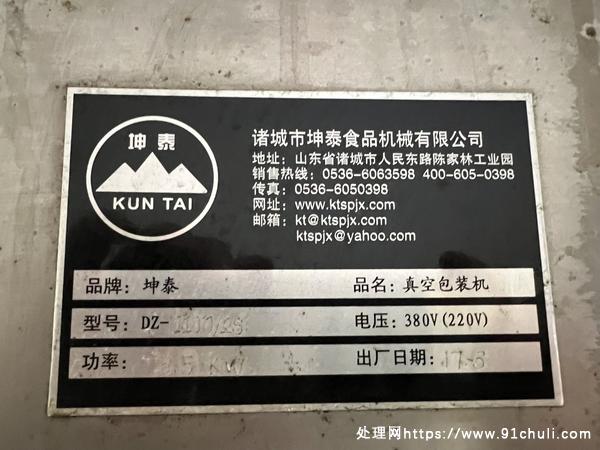 坤泰
KUN TAI
诸城市坤泰食品机械有限公司
地址：山东省诸城市人民东路陈家林工业园
销售热线：0536-6063598 400-605-0398
传真：0536-6050398
网址：www.ktspjx.com
邮箱：kt@ktspjx.com
ktspjx@yahoo.com
品牌：坤泰 品名：真空包装机
型号：DZ- 电压：380V(220V)
功率： KW 出厂日期：17-6
处理网https://www.91chuli.com